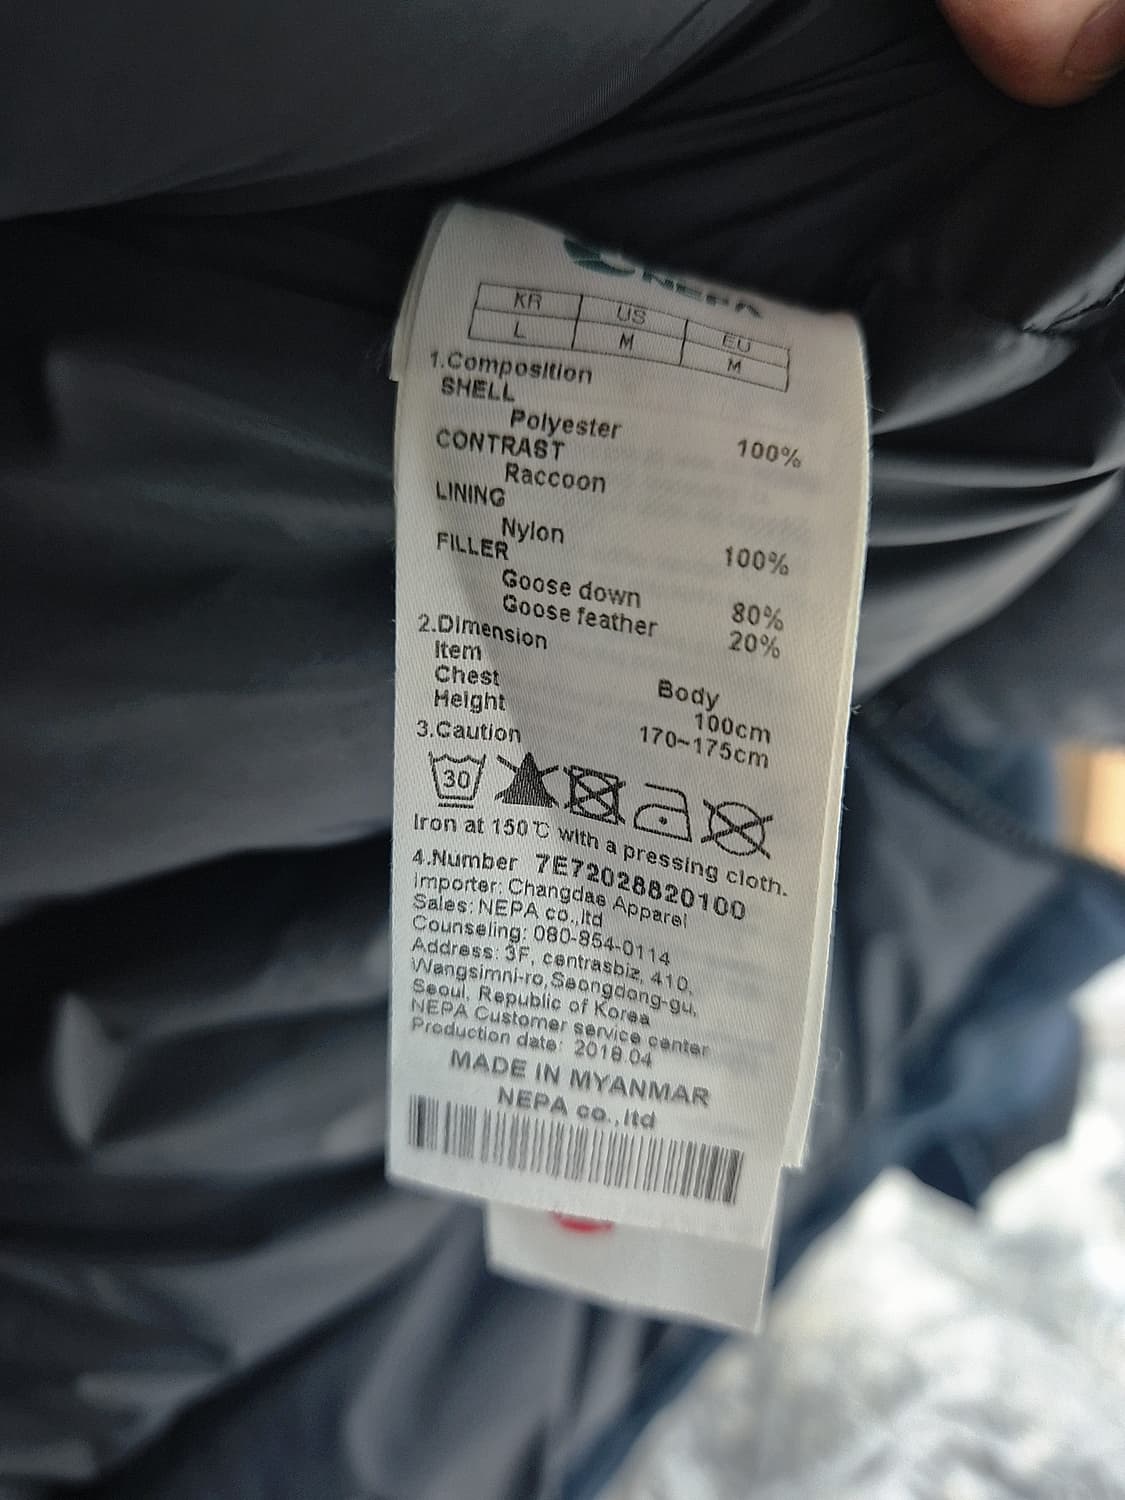 NEPA
KR US EU
L M M
1.Composition
SHELL
Polyester 100%
CONTRAST
Raccoon
LINING
Nylon 100%
FILLER
Goose down 80%
Goose feather 20%
2.Dimension
Item Body
Chest 100cm
Height 170~175cm
3.Caution
30
Iron at 150℃ with a pressing cloth.
4.Number 7E72028820100
Importer: Changdae Apparel
Sales: NEPA co.,ltd
Counseling: 080-854-0114
Address: 3F, centrasbiz, 410,
Wangsimni-ro, Seongdong-gu,
Seoul, Republic of Korea
NEPA Customer service center
Production date: 2018.04
MADE IN MYANMAR
NEPA co.,ltd